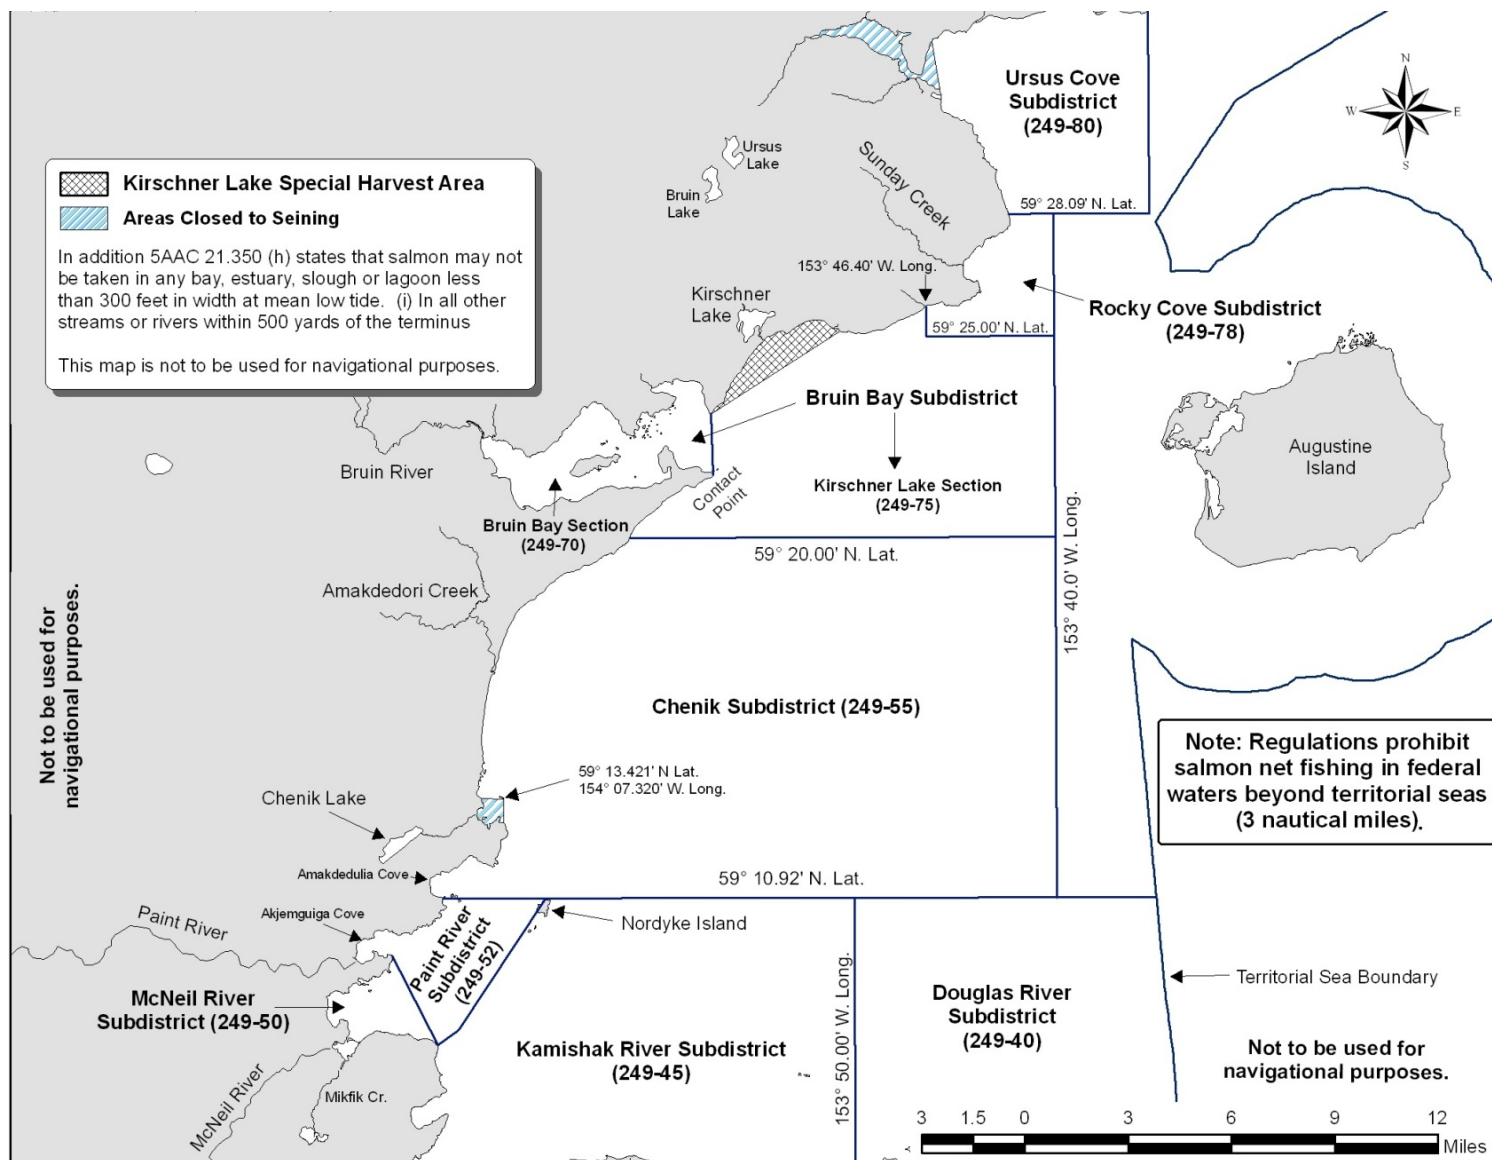 Ursus Cove
Subdistrict
(249-80)
N
W
E
S
Kirschner Lake Special Harvest Area
Areas Closed to Seining
In addition 5AAC 21.350 (h) states that salmon may not
be taken in any bay, estuary, slough or lagoon less
than 300 feet in width at mean low tide. (i) In all other
streams or rivers within 500 yards of the terminus
This map is not to be used for navigational purposes.
Ursus
Lake
Bruin
Lake
Sunday Creek
59° 28.09' N. Lat.
153° 46.40' W. Long.
Kirschner
Lake
Rocky Cove Subdistrict
(249-78)
59° 25.00' N. Lat.
Bruin Bay Subdistrict
Augustine
Island
Bruin River
Contact
Point
Kirschner Lake Section
(249-75)
Bruin Bay Section
(249-70)
59° 20.00' N. Lat.
153° 40.0' W. Long.
Amakdedori Creek
Not to be used for
navigational purposes.
Chenik Subdistrict (249-55)
Note: Regulations prohibit
salmon net fishing in federal
waters beyond territorial seas
(3 nautical miles).
59° 13.421' N Lat.
154° 07.320' W. Long.
Chenik Lake
Amakdedulia Cove
59° 10.92' N. Lat.
Akjemguiga Cove
Paint River
Paint River
Subdistrict
(249-52)
Nordyke Island
153° 50.00' W. Long.
Territorial Sea Boundary
McNeil River
Subdistrict (249-50)
Douglas River
Subdistrict
(249-40)
Kamishak River Subdistrict
(249-45)
Not to be used for
navigational purposes.
McNeil River
Mikfik Cr.
3 1.5 0 3 6 9 12
Miles